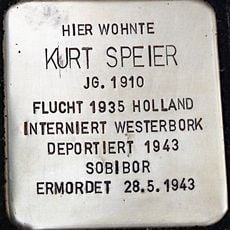 HIER WOHNTE
KURT SPEIER
JG. 1910
FLUCHT 1935 HOLLAND
INTERNIERT WESTERBORK
DEPORTIERT 1943
SOBIBOR
ERMORDET 28.5.1943